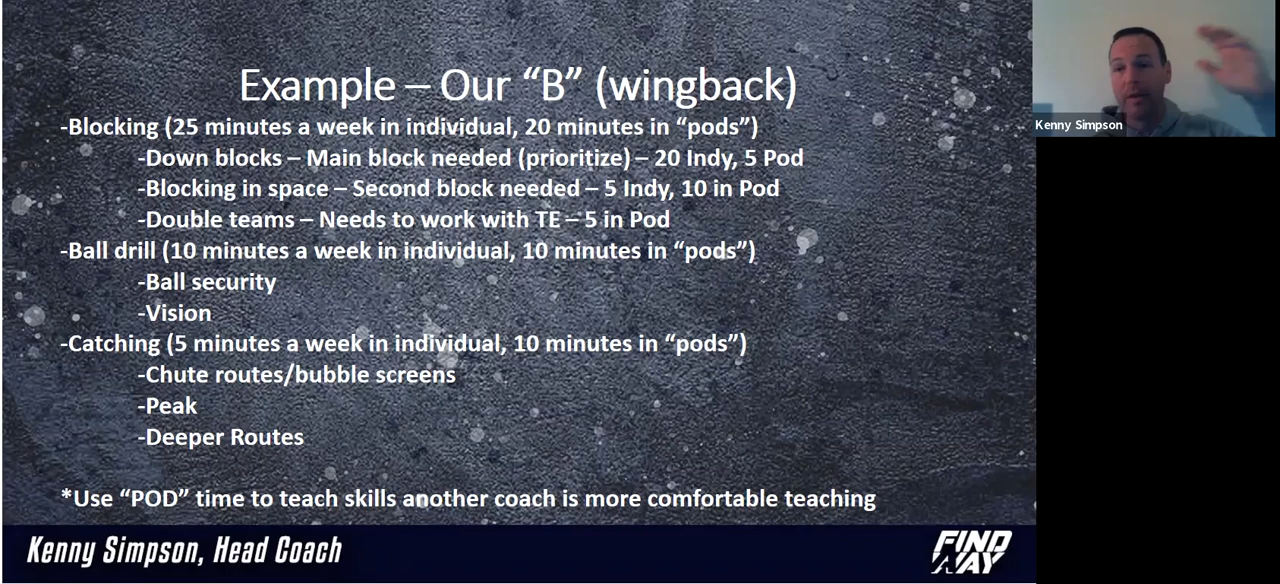 Example – Our “B” (wingback)
-Blocking (25 minutes a week in individual, 20 minutes in “pods”)
-Down blocks – Main block needed (prioritize) – 20 Indy, 5 Pod
-Blocking in space – Second block needed – 5 Indy, 10 in Pod
-Double teams – Needs to work with TE – 5 in Pod
-Ball drill (10 minutes a week in individual, 10 minutes in “pods”)
-Ball security
-Vision
-Catching (5 minutes a week in individual, 10 minutes in “pods”)
-Chute routes/bubble screens
-Peak
-Deeper Routes
*Use “POD” time to teach skills another coach is more comfortable teaching
Kenny Simpson, Head Coach
FIND
A WAY
Kenny Simpson